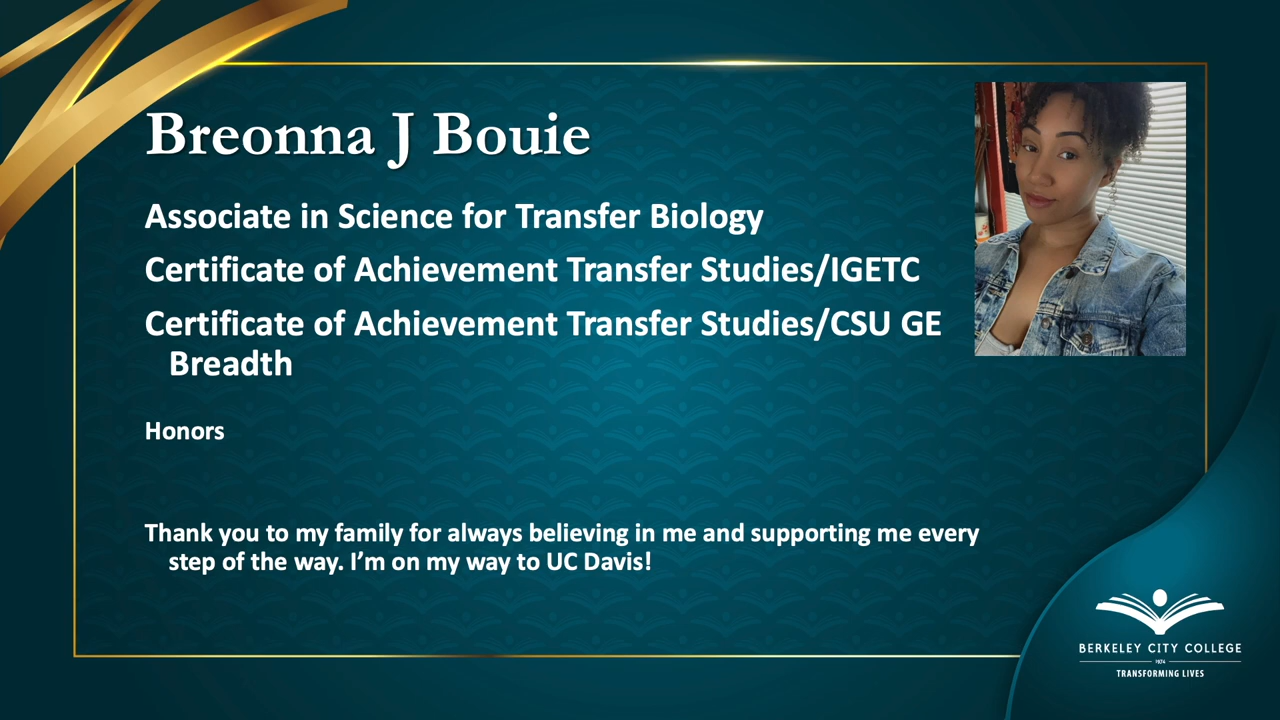 Breonna J Bouie
Associate in Science for Transfer Biology
Certificate of Achievement Transfer Studies/IGETC
Certificate of Achievement Transfer Studies/CSU GE
Breadth
Honors
Thank you to my family for always believing in me and supporting me every
step of the way. I’m on my way to UC Davis!
BERKELEY CITY COLLEGE
1974
TRANSFORMING LIVES